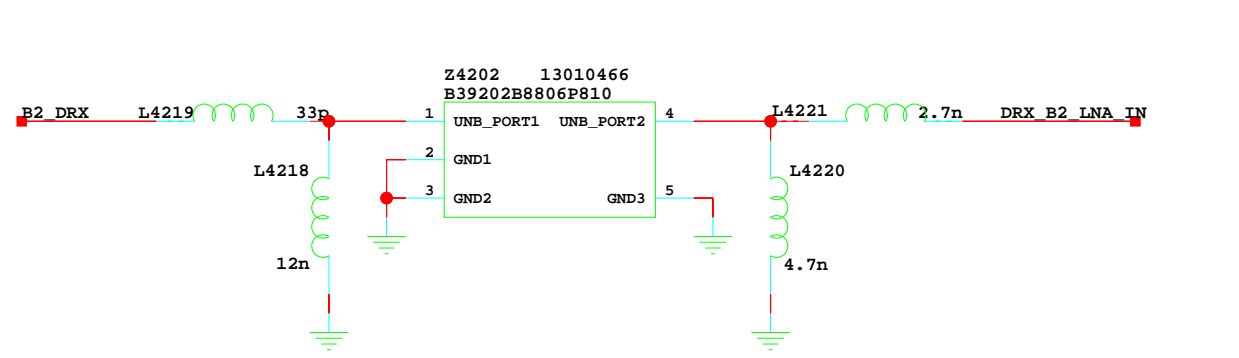 Z4202 13010466
B39202B8806P810
B2_DRX L4219 33p 1 UNB_PORT1 UNB_PORT2 4 L4221 2.7n DRX_B2_LNA_IN
2 GND1
L4218 3 GND2 GND3 5 L4220
12n 4.7n